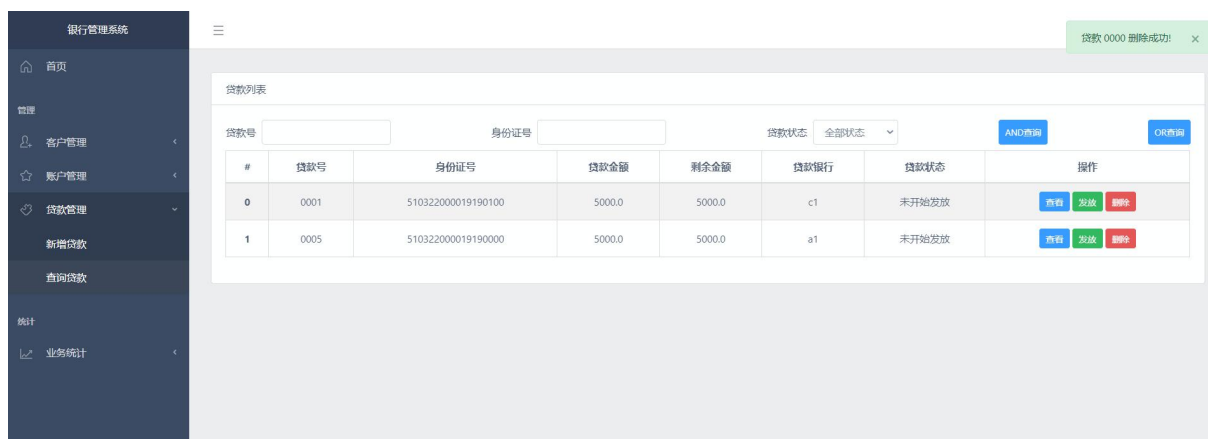 银行管理系统
贷款 0000 删除成功! ×
首页
贷款列表
管理
贷款号 身份证号 贷款状态 全部状态 AND查询 OR查询
客户管理
# 贷款号 身份证号 贷款金额 剩余金额 贷款银行 贷款状态 操作
账户管理
0 0001 510322000019190100 5000.0 5000.0 c1 未开始发放 查看 发放 删除
贷款管理
1 0005 510322000019190000 5000.0 5000.0 a1 未开始发放 查看 发放 删除
新增贷款
查询贷款
统计
业务统计